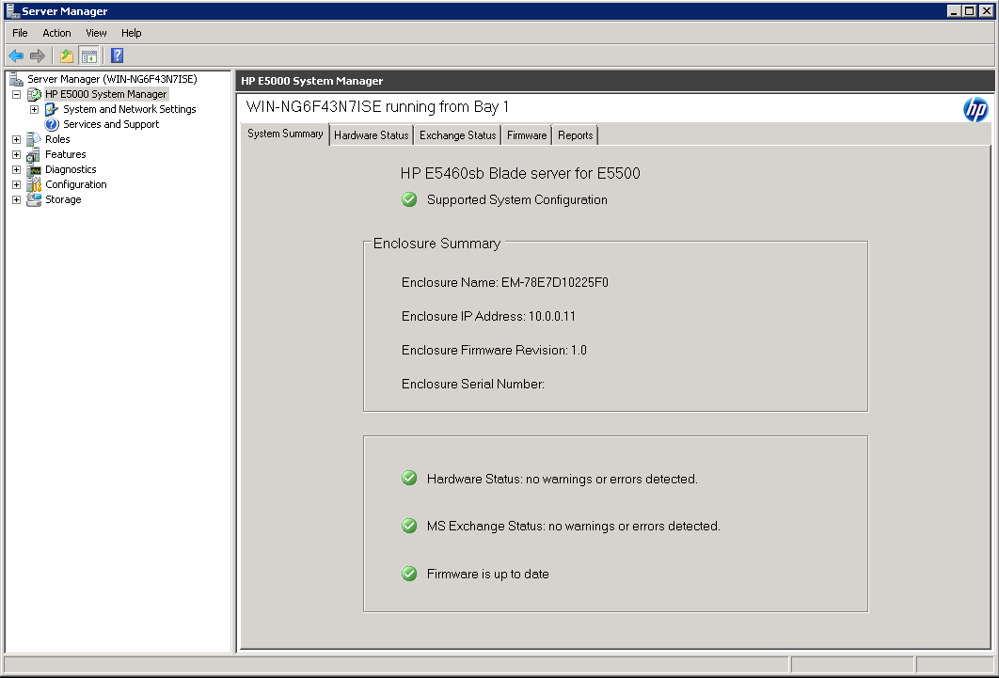 Server Manager
File Action View Help
Server Manager (WIN-NG6F43N7ISE)
HP E5000 System Manager
System and Network Settings
Services and Support
Roles
Features
Diagnostics
Configuration
Storage
HP E5000 System Manager
WIN-NG6F43N7ISE running from Bay 1
hp
System Summary Hardware Status Exchange Status Firmware Reports
HP E5460sb Blade server for E5500
Supported System Configuration
Enclosure Summary
Enclosure Name: EM-78E7D10225F0
Enclosure IP Address: 10.0.0.11
Enclosure Firmware Revision: 1.0
Enclosure Serial Number:
Hardware Status: no warnings or errors detected.
MS Exchange Status: no warnings or errors detected.
Firmware is up to date